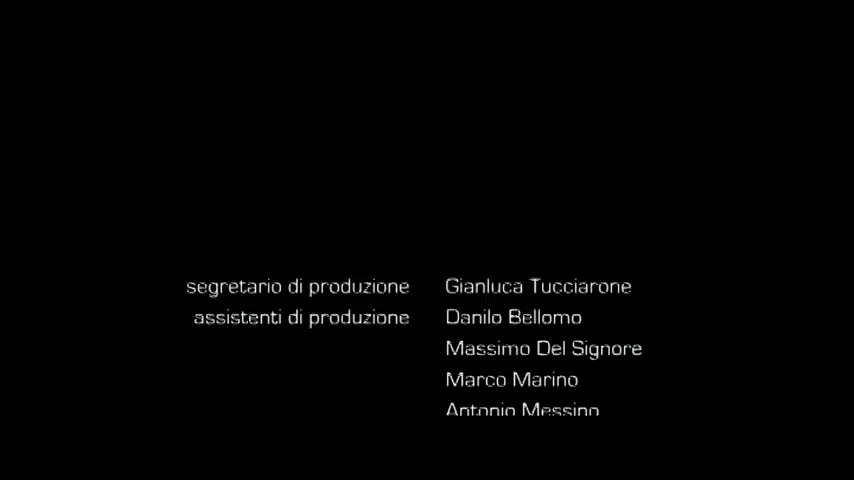 segretario di produzione Gianluca Tucciarone
assistenti di produzione Danilo Bellomo
Massimo Del Signore
Marco Marino
Antonio Messino